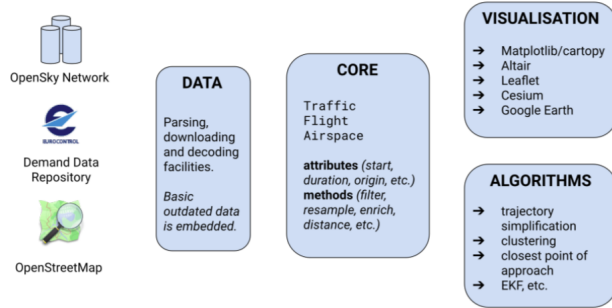 OpenSky Network
EUROCONTROL
Demand Data
Repository
OpenStreetMap
DATA
Parsing,
downloading
and decoding
facilities.
Basic
outdated data
is embedded.
CORE
Traffic
Flight
Airspace
attributes (start,
duration, origin, etc.)
methods (filter,
resample, enrich,
distance, etc.)
VISUALISATION
➔ Matplotlib/cartopy
➔ Altair
➔ Leaflet
➔ Cesium
➔ Google Earth
ALGORITHMS
➔ trajectory
simplification
➔ clustering
➔ closest point of
approach
➔ EKF, etc.